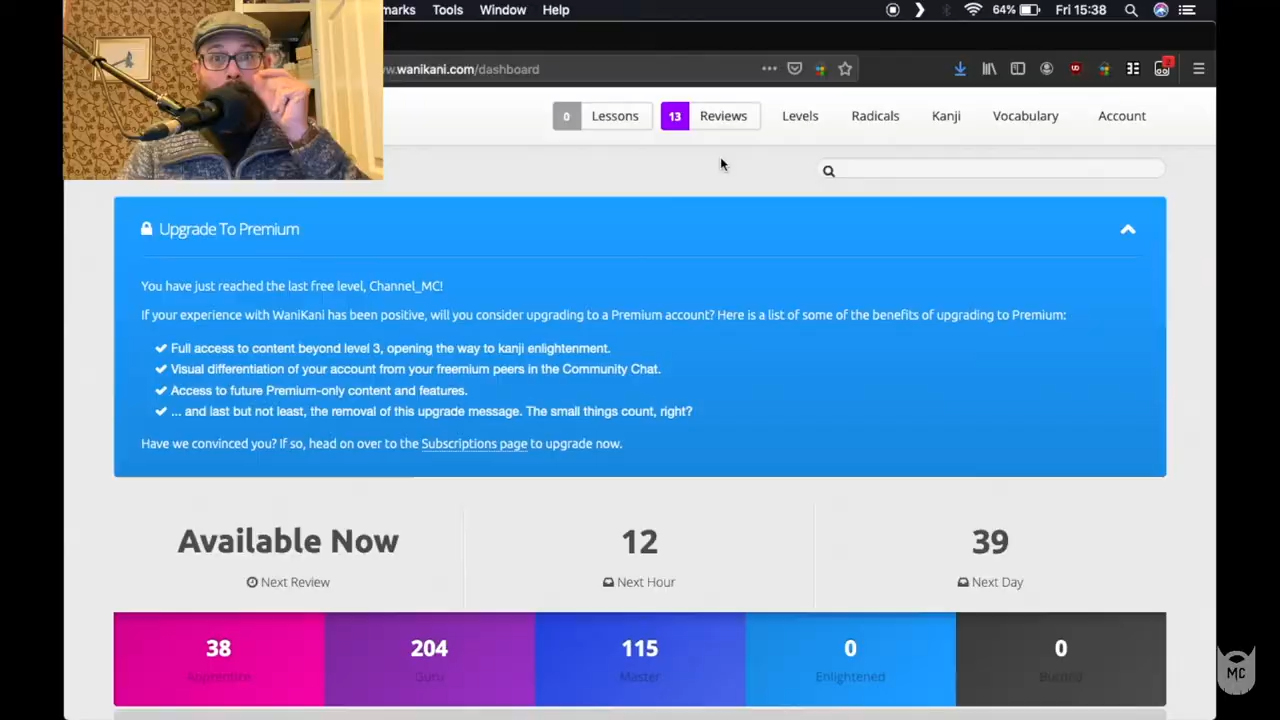 marks Tools Window Help 64% Fri 15:38
w.wanikani.com/dashboard
0 Lessons 13 Reviews Levels Radicals Kanji Vocabulary Account
Upgrade To Premium
You have just reached the last free level, Channel_MC!
If your experience with WaniKani has been positive, will you consider upgrading to a Premium account? Here is a list of some of the benefits of upgrading to Premium:
Full access to content beyond level 3, opening the way to kanji enlightenment.
Visual differentiation of your account from your freemium peers in the Community Chat.
Access to future Premium-only content and features.
... and last but not least, the removal of this upgrade message. The small things count, right?
Have we convinced you? If so, head on over to the Subscriptions page to upgrade now.
Available Now 12 39
Next Review Next Hour Next Day
38 204 115 0 0
Apprentice Guru Master Enlightened Burned
MC